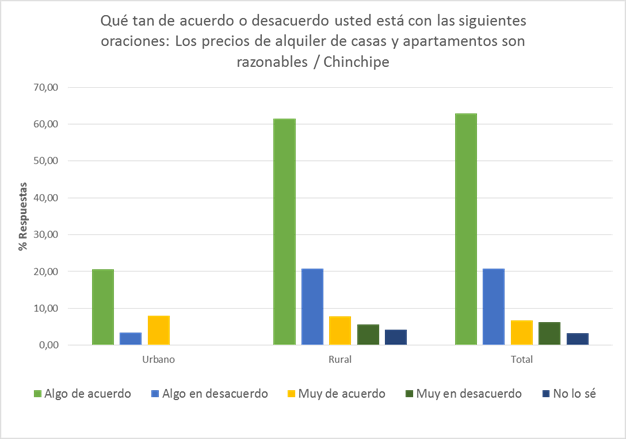 Qué tan de acuerdo o desacuerdo usted está con las siguientes
oraciones: Los precios de alquiler de casas y apartamentos son
razonables / Chinchipe
70,00
60,00
50,00
40,00
30,00
20,00
10,00
0,00
% Respuestas
Urbano Rural Total
Algo de acuerdo Algo en desacuerdo Muy de acuerdo Muy en desacuerdo No lo sé